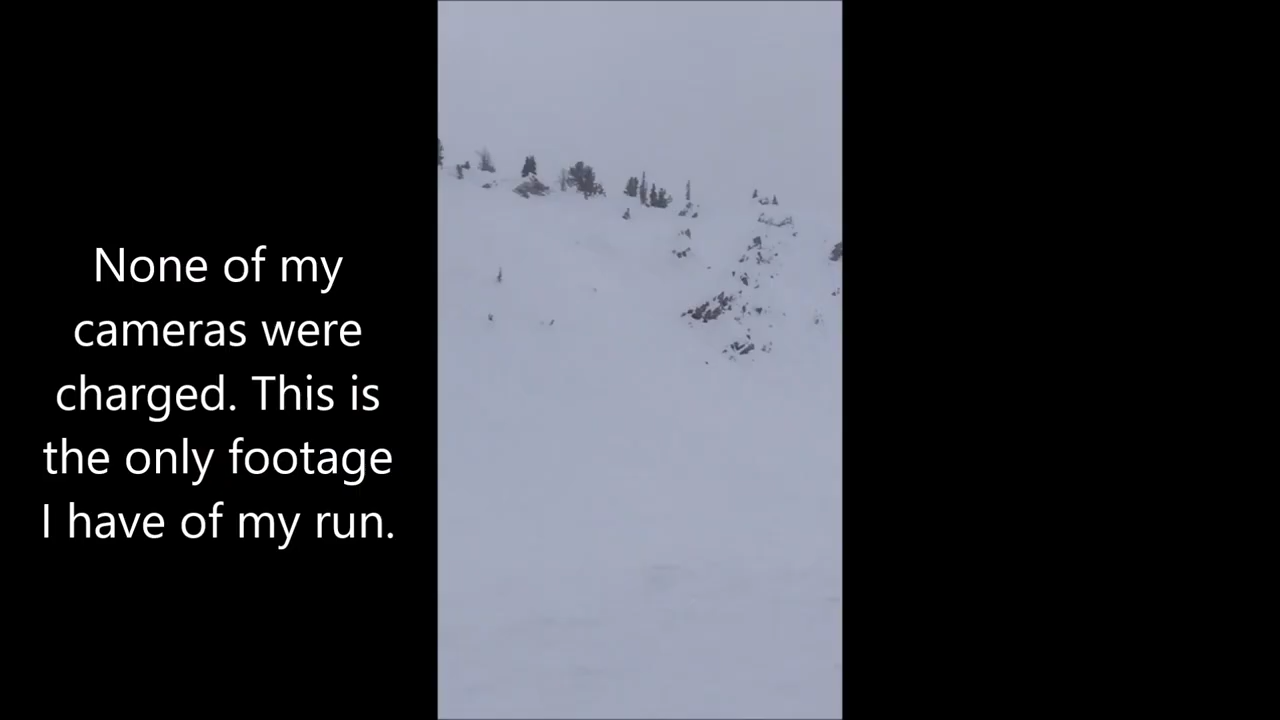 None of my
cameras were
charged. This is
the only footage
I have of my run.